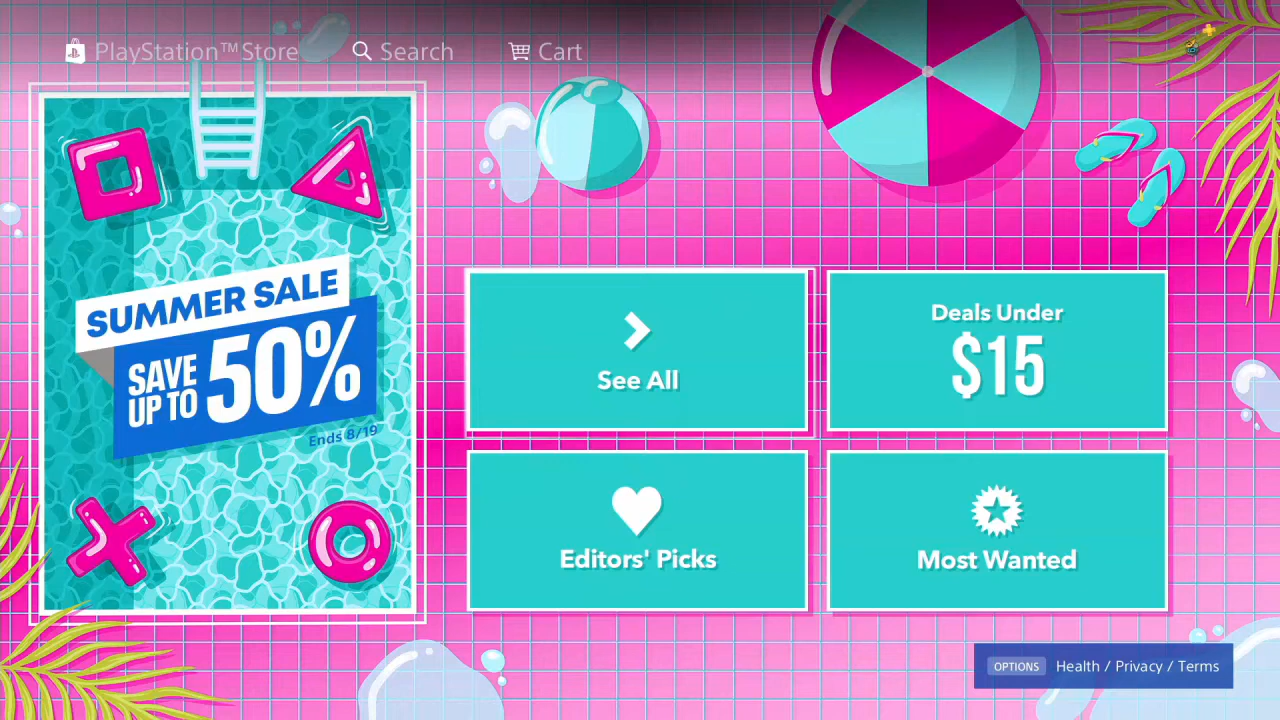 PlayStation™Store
Search
Cart
SUMMER SALE
SAVE
UP TO
50%
Ends 8/19
See All
Deals Under
$15
Editors' Picks
Most Wanted
OPTIONS Health / Privacy / Terms